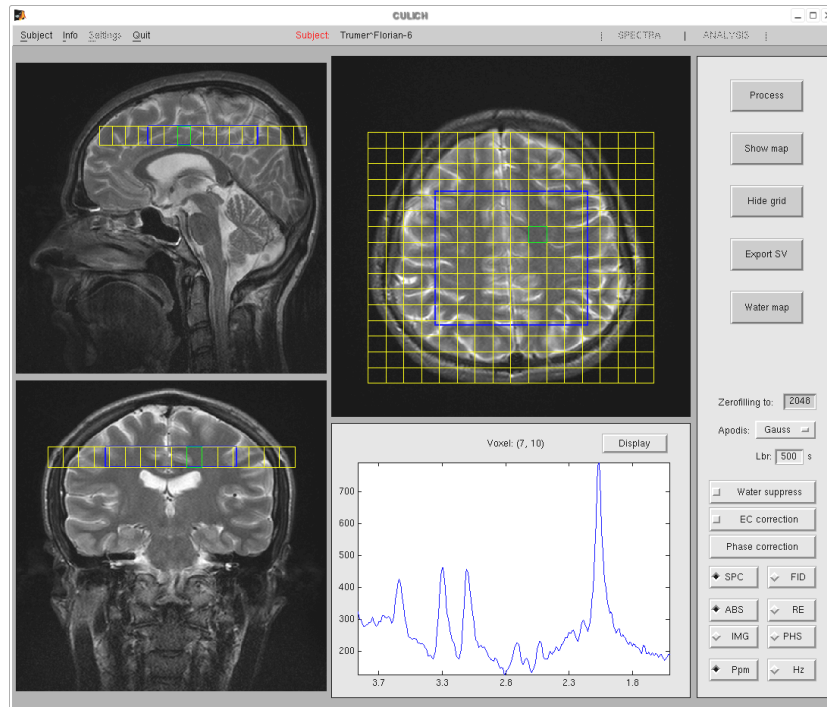 CULICH
Subject Info Settings Quit Subject: Trumer^Florian-6 | SPECTRA | ANALYSIS |
Process
Show map
Hide grid
Export SV
Water map
Zerofilling to: 2048
Apodis: Gauss
Lbr: 500 s
Water suppress
EC correction
Phase correction
SPC FID
ABS RE
IMG PHS
Ppm Hz
Voxel: (7, 10) Display
700
600
500
400
300
200
3.7 3.3 2.8 2.3 1.8